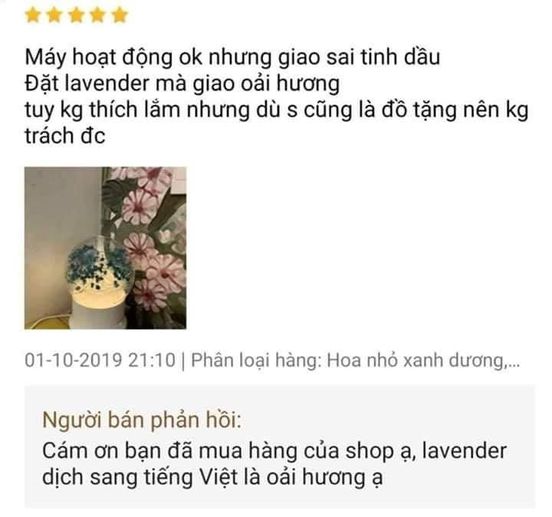 Máy hoạt động ok nhưng giao sai tinh dầu
Đặt lavender mà giao oải hương
tuy kg thích lắm nhưng dù s cũng là đồ tặng nên kg
trách đc
01-10-2019 21:10 | Phân loại hàng: Hoa nhỏ xanh dương,...
Người bán phản hồi:
Cám ơn bạn đã mua hàng của shop ạ, lavender
dịch sang tiếng Việt là oải hương ạ